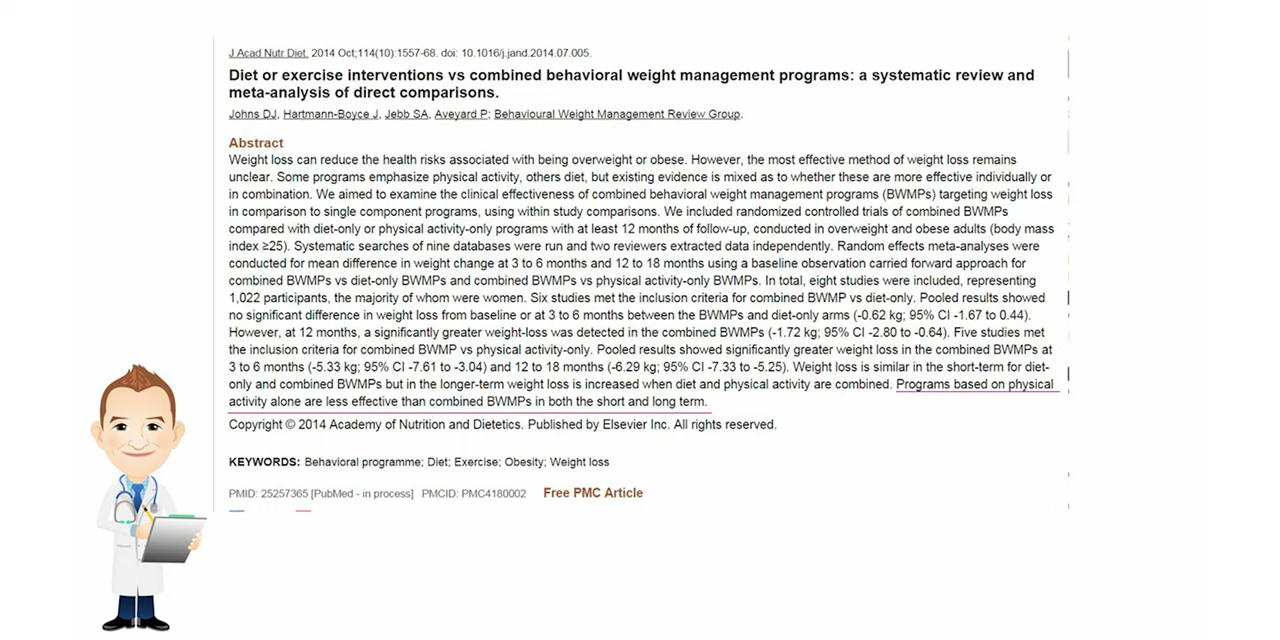 J Acad Nutr Diet. 2014 Oct;114(10):1557-68. doi: 10.1016/j.jand.2014.07.005.
Diet or exercise interventions vs combined behavioral weight management programs: a systematic review and
meta-analysis of direct comparisons.
Johns DJ, Hartmann-Boyce J, Jebb SA, Aveyard P; Behavioural Weight Management Review Group.
Abstract
Weight loss can reduce the health risks associated with being overweight or obese. However, the most effective method of weight loss remains
unclear. Some programs emphasize physical activity, others diet, but existing evidence is mixed as to whether these are more effective individually or
in combination. We aimed to examine the clinical effectiveness of combined behavioral weight management programs (BWMPs) targeting weight loss
in comparison to single component programs, using within study comparisons. We included randomized controlled trials of combined BWMPs
compared with diet-only or physical activity-only programs with at least 12 months of follow-up, conducted in overweight and obese adults (body mass
index ≥25). Systematic searches of nine databases were run and two reviewers extracted data independently. Random effects meta-analyses were
conducted for mean difference in weight change at 3 to 6 months and 12 to 18 months using a baseline observation carried forward approach for
combined BWMPs vs diet-only BWMPs and combined BWMPs vs physical activity-only BWMPs. In total, eight studies were included, representing
1,022 participants, the majority of whom were women. Six studies met the inclusion criteria for combined BWMP vs diet-only. Pooled results showed
no significant difference in weight loss from baseline or at 3 to 6 months between the BWMPs and diet-only arms (-0.62 kg; 95% CI -1.67 to 0.44).
However, at 12 months, a significantly greater weight-loss was detected in the combined BWMPs (-1.72 kg; 95% CI -2.80 to -0.64). Five studies met
the inclusion criteria for combined BWMP vs physical activity-only. Pooled results showed significantly greater weight loss in the combined BWMPs at
3 to 6 months (-5.33 kg; 95% CI -7.61 to -3.04) and 12 to 18 months (-6.29 kg; 95% CI -7.33 to -5.25). Weight loss is similar in the short-term for diet-
only and combined BWMPs but in the longer-term weight loss is increased when diet and physical activity are combined. Programs based on physical
activity alone are less effective than combined BWMPs in both the short and long term.
Copyright © 2014 Academy of Nutrition and Dietetics. Published by Elsevier Inc. All rights reserved.
KEYWORDS: Behavioral programme; Diet; Exercise; Obesity; Weight loss
PMID: 25257365 [PubMed - in process] PMCID: PMC4180002 Free PMC Article